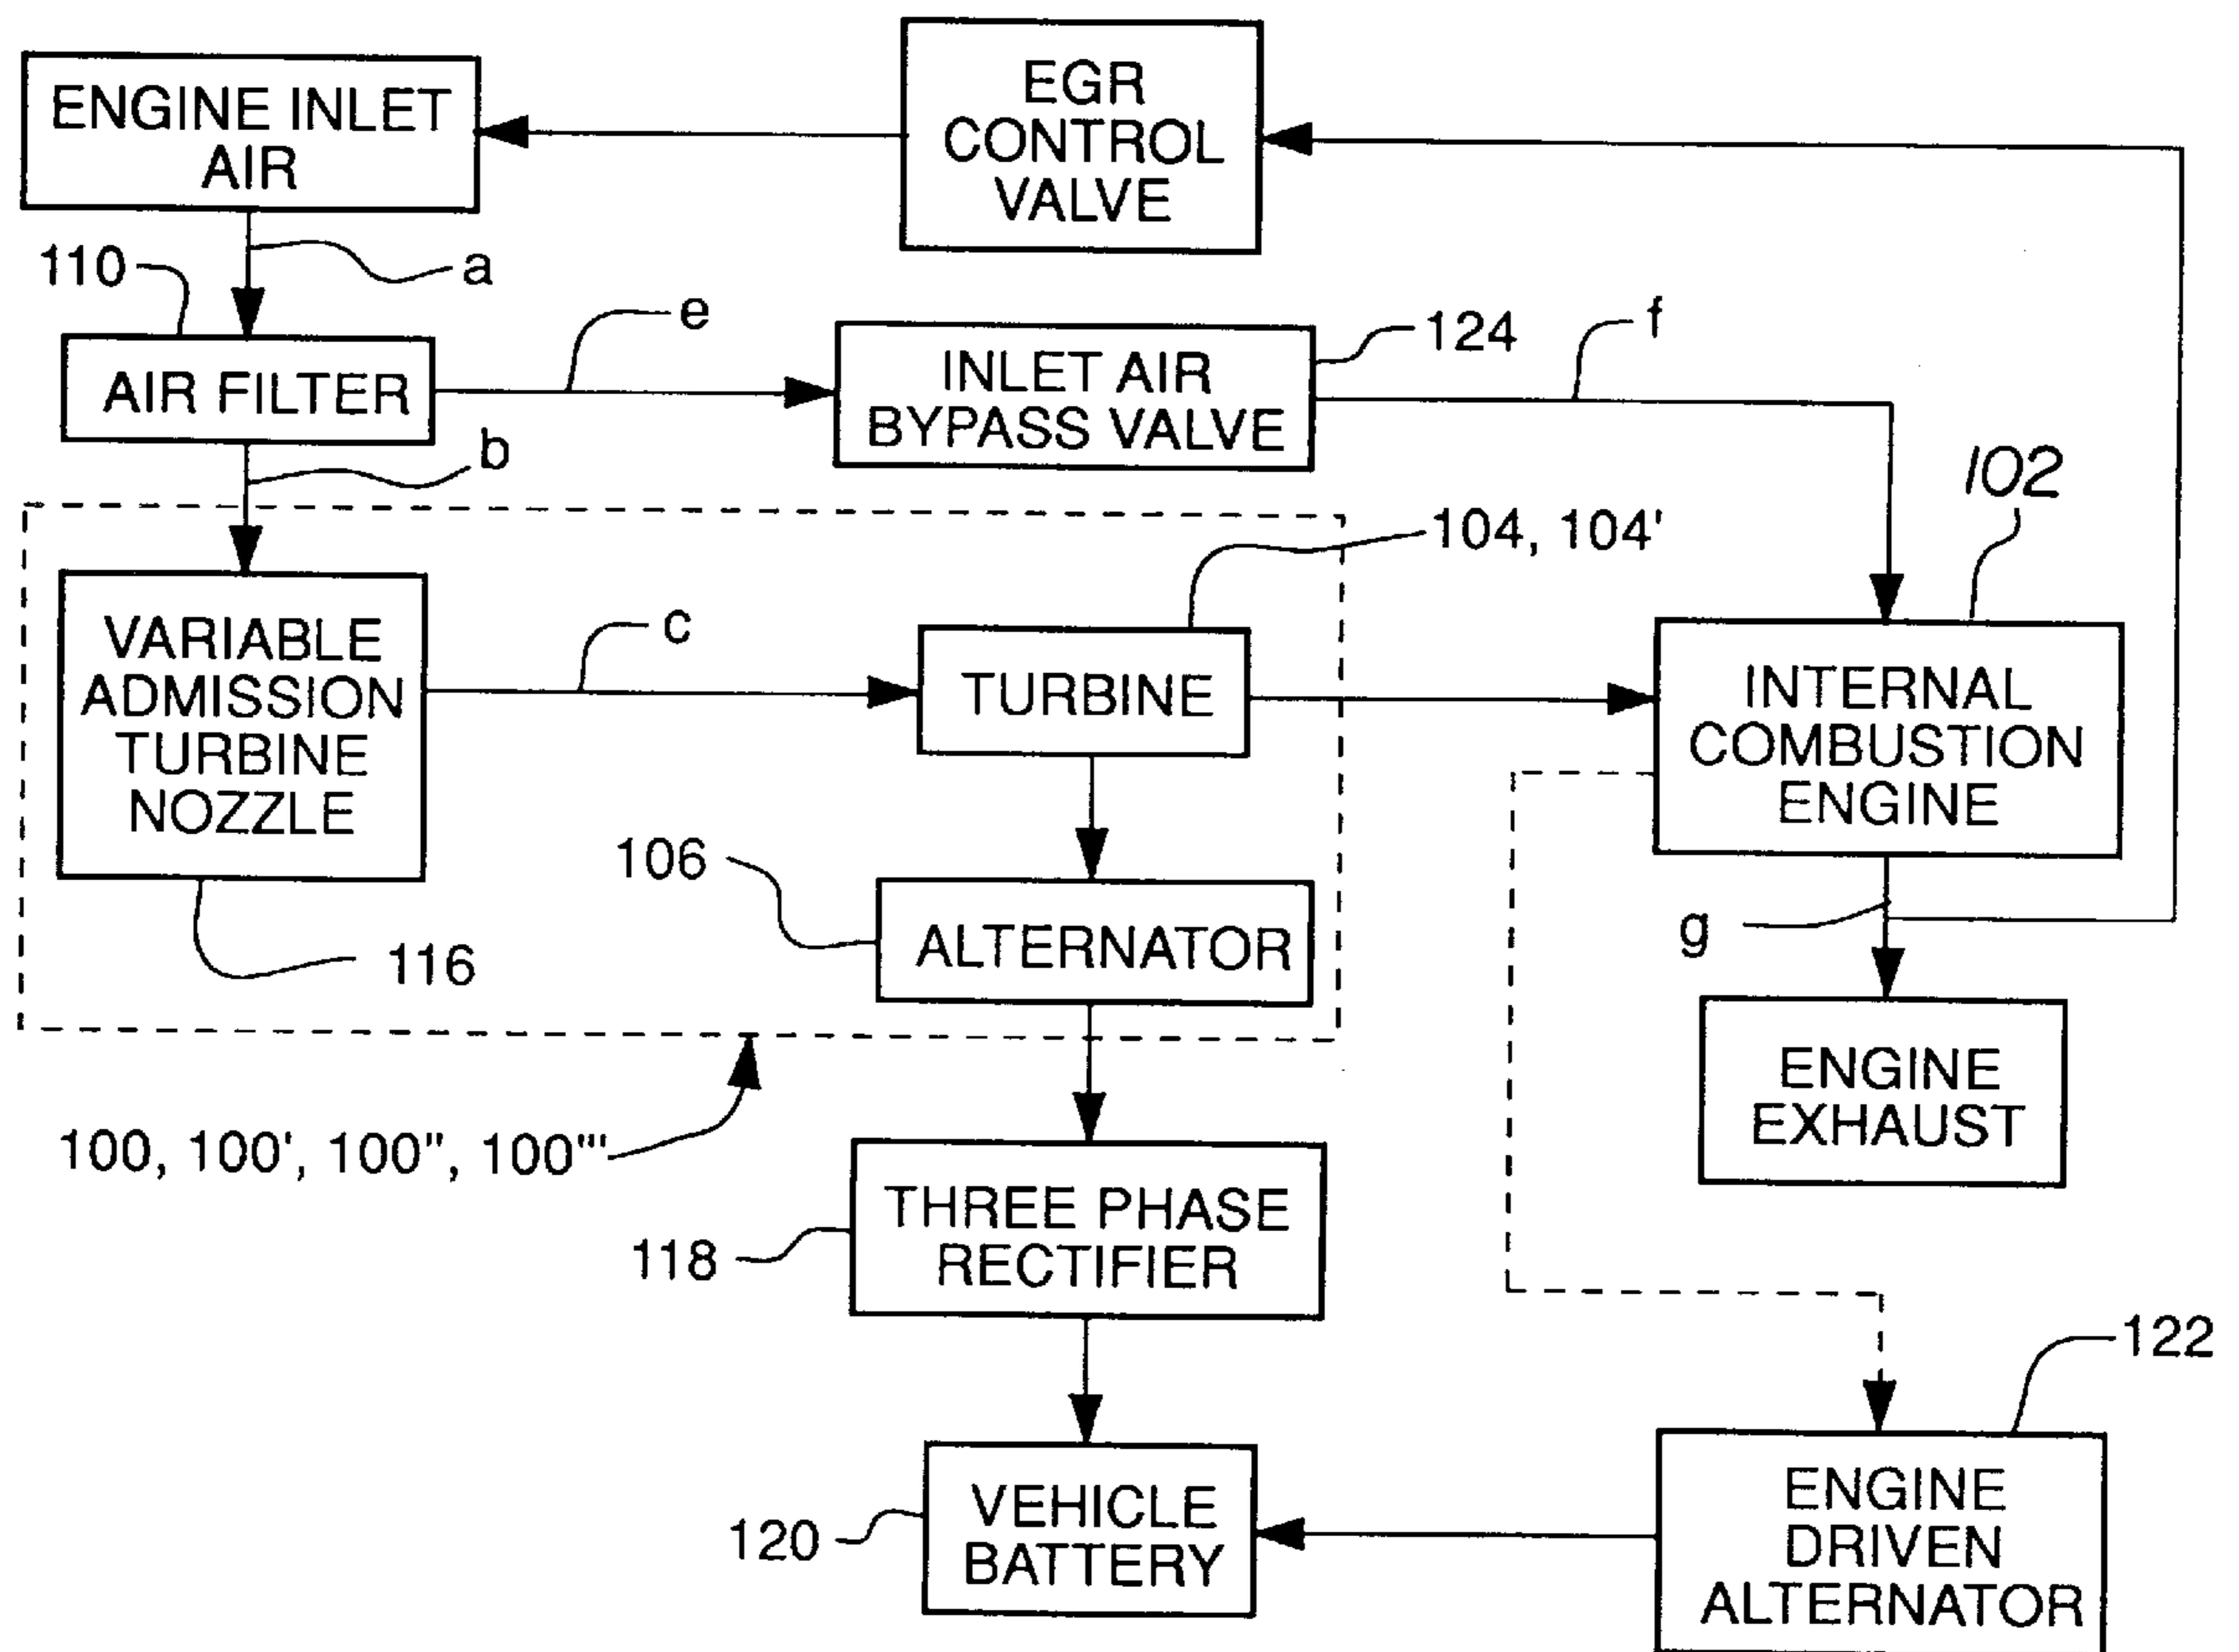 ENGINE INLET
AIR
EGR
CONTROL
VALVE
110
a
AIR FILTER
e
INLET AIR
BYPASS VALVE
124
f
b
102
104, 104'
VARIABLE
ADMISSION
TURBINE
NOZZLE
c
TURBINE
INTERNAL
COMBUSTION
ENGINE
106
ALTERNATOR
116
g
ENGINE
EXHAUST
100, 100', 100", 100"'
THREE PHASE
RECTIFIER
118
122
VEHICLE
BATTERY
120
ENGINE
DRIVEN
ALTERNATOR